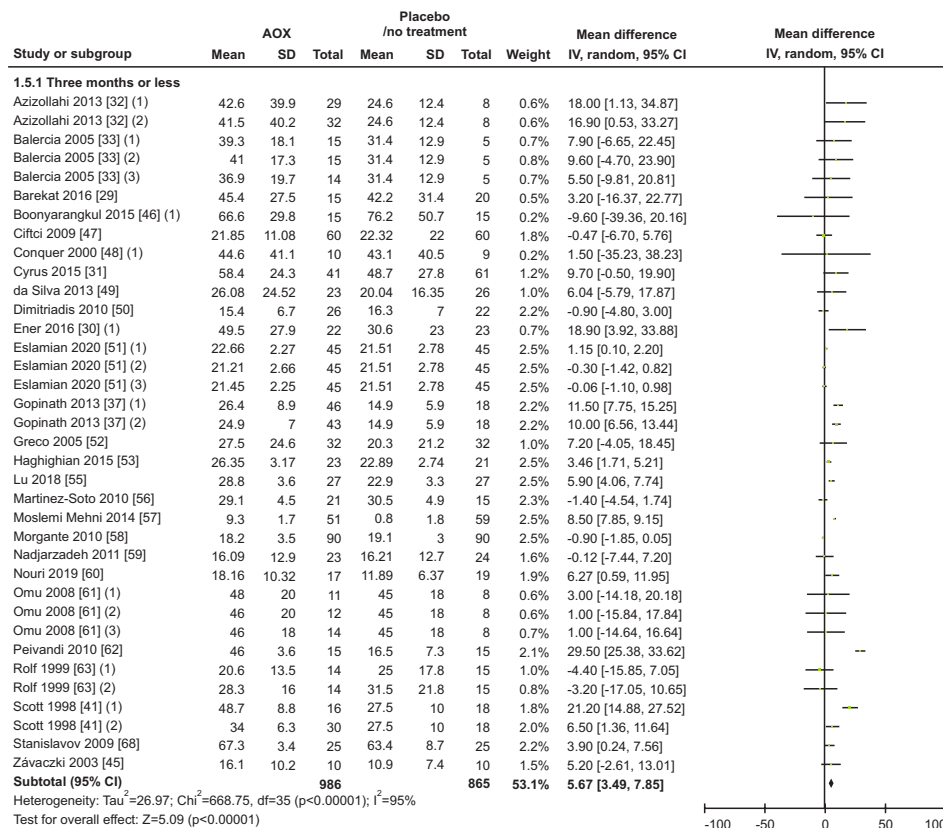 AOX Placebo /no treatment Mean difference Mean difference
Study or subgroup Mean SD Total Mean SD Total Weight IV, random, 95% CI IV, random, 95% CI
1.5.1 Three months or less
Azizollahi 2013 [32] (1) 42.6 39.9 29 24.6 12.4 8 0.6% 18.00 [1.13, 34.87]
Azizollahi 2013 [32] (2) 41.5 40.2 32 24.6 12.4 8 0.6% 16.90 [0.53, 33.27]
Balercia 2005 [33] (1) 39.3 18.1 15 31.4 12.9 5 0.7% 7.90 [-6.65, 22.45]
Balercia 2005 [33] (2) 41 17.3 15 31.4 12.9 5 0.8% 9.60 [-4.70, 23.90]
Balercia 2005 [33] (3) 36.9 19.7 14 31.4 12.9 5 0.7% 5.50 [-9.81, 20.81]
Barekat 2016 [29] 45.4 27.5 15 42.2 31.4 20 0.5% 3.20 [-16.37, 22.77]
Boonyarangkul 2015 [46] (1) 66.6 29.8 15 76.2 50.7 15 0.2% -9.60 [-39.36, 20.16]
Ciftci 2009 [47] 21.85 11.08 60 22.32 22 60 1.8% -0.47 [-6.70, 5.76]
Conquer 2000 [48] (1) 44.6 41.1 10 43.1 40.5 9 0.2% 1.50 [-35.23, 38.23]
Cyrus 2015 [31] 58.4 24.3 41 48.7 27.8 61 1.2% 9.70 [-0.50, 19.90]
da Silva 2013 [49] 26.08 24.52 23 20.04 16.35 26 1.0% 6.04 [-5.79, 17.87]
Dimitriadis 2010 [50] 15.4 6.7 26 16.3 7 22 2.2% -0.90 [-4.80, 3.00]
Ener 2016 [30] (1) 49.5 27.9 22 30.6 23 23 0.7% 18.90 [3.92, 33.88]
Eslamian 2020 [51] (1) 22.66 2.27 45 21.51 2.78 45 2.5% 1.15 [0.10, 2.20]
Eslamian 2020 [51] (2) 21.21 2.66 45 21.51 2.78 45 2.5% -0.30 [-1.42, 0.82]
Eslamian 2020 [51] (3) 21.45 2.25 45 21.51 2.78 45 2.5% -0.06 [-1.10, 0.98]
Gopinath 2013 [37] (1) 26.4 8.9 46 14.9 5.9 18 2.2% 11.50 [7.75, 15.25]
Gopinath 2013 [37] (2) 24.9 7 43 14.9 5.9 18 2.2% 10.00 [6.56, 13.44]
Greco 2005 [52] 27.5 24.6 32 20.3 21.2 32 1.0% 7.20 [-4.05, 18.45]
Haghighian 2015 [53] 26.35 3.17 23 22.89 2.74 21 2.5% 3.46 [1.71, 5.21]
Lu 2018 [55] 28.8 3.6 27 22.9 3.3 27 2.5% 5.90 [4.06, 7.74]
Martinez-Soto 2010 [56] 29.1 4.5 21 30.5 4.9 15 2.3% -1.40 [-4.54, 1.74]
Moslemi Mehni 2014 [57] 9.3 1.7 51 0.8 1.8 59 2.5% 8.50 [7.85, 9.15]
Morgante 2010 [58] 18.2 3.5 90 19.1 3 90 2.5% -0.90 [-1.85, 0.05]
Nadjarzadeh 2011 [59] 16.09 12.9 23 16.21 12.7 24 1.6% -0.12 [-7.44, 7.20]
Nouri 2019 [60] 18.16 10.32 17 11.89 6.37 19 1.9% 6.27 [0.59, 11.95]
Omu 2008 [61] (1) 48 20 11 45 18 8 0.6% 3.00 [-14.18, 20.18]
Omu 2008 [61] (2) 46 20 12 45 18 8 0.6% 1.00 [-15.84, 17.84]
Omu 2008 [61] (3) 46 18 14 45 18 8 0.7% 1.00 [-14.64, 16.64]
Peivandi 2010 [62] 46 3.6 15 16.5 7.3 15 2.1% 29.50 [25.38, 33.62]
Rolf 1999 [63] (1) 20.6 13.5 14 25 17.8 15 1.0% -4.40 [-15.85, 7.05]
Rolf 1999 [63] (2) 28.3 16 14 31.5 21.8 15 0.8% -3.20 [-17.05, 10.65]
Scott 1998 [41] (1) 48.7 8.8 16 27.5 10 18 1.8% 21.20 [14.88, 27.52]
Scott 1998 [41] (2) 34 6.3 30 27.5 10 18 2.0% 6.50 [1.36, 11.64]
Stanislavov 2009 [68] 67.3 3.4 25 63.4 8.7 25 2.2% 3.90 [0.24, 7.56]
Závaczki 2003 [45] 16.1 10.2 10 10.9 7.4 10 1.5% 5.20 [-2.61, 13.01]
Subtotal (95% CI) 986 865 53.1% 5.67 [3.49, 7.85]
Heterogeneity: Tau²=26.97; Chi²=668.75, df=35 (p<0.00001); I²=95%
Test for overall effect: Z=5.09 (p<0.00001)
-100 -50 0 50 100